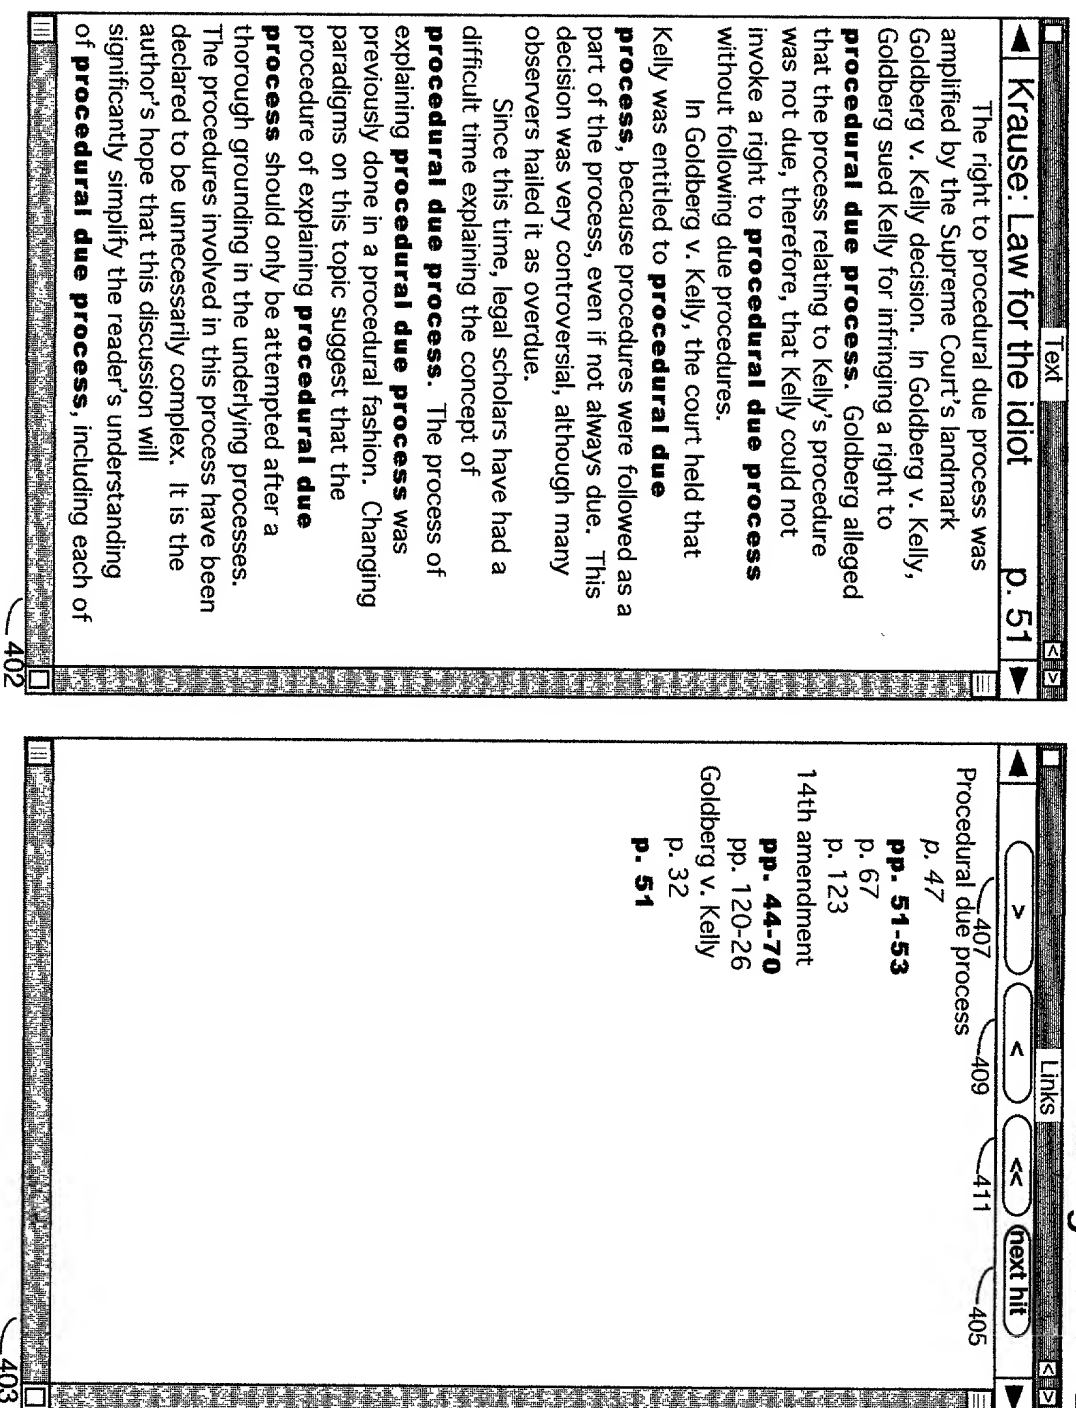 Text
Krause: Law for the idiot p. 51
The right to procedural due process was
amplified by the Supreme Court's landmark
Goldberg v. Kelly decision. In Goldberg v. Kelly,
Goldberg sued Kelly for infringing a right to
procedural due process. Goldberg alleged
that the process relating to Kelly's procedure
was not due, therefore, that Kelly could not
invoke a right to procedural due process
without following due procedures.
In Goldberg v. Kelly, the court held that
Kelly was entitled to procedural due
process, because procedures were followed as a
part of the process, even if not always due. This
decision was very controversial, although many
observers hailed it as overdue.
Since this time, legal scholars have had a
difficult time explaining the concept of
procedural due process. The process of
explaining procedural due process was
previously done in a procedural fashion. Changing
paradigms on this topic suggest that the
procedure of explaining procedural due
process should only be attempted after a
thorough grounding in the underlying processes.
The procedures involved in this process have been
declared to be unnecessarily complex. It is the
author's hope that this discussion will
significantly simplify the reader's understanding
of procedural due process, including each of
402
Links
> < << next hit
407 409 411 405
Procedural due process
p. 47
pp. 51-53
p. 67
p. 123
14th amendment
pp. 44-70
pp. 120-26
Goldberg v. Kelly
p. 32
p. 51
403